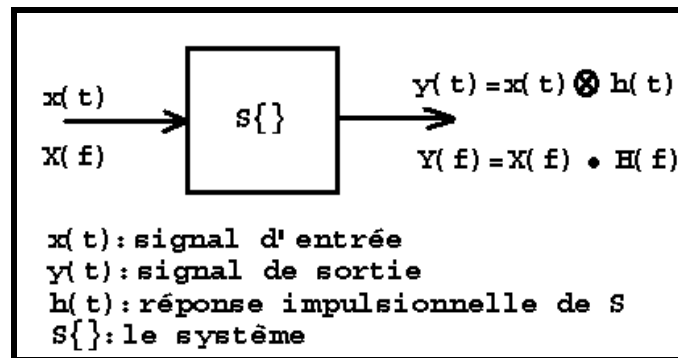 x(t)
X(f)
S{}
y(t)=x(t)⊗h(t)
Y(f)=X(f)•H(f)
x(t):signal d'entrée
y(t):signal de sortie
h(t):réponse impulsionnelle de S
S{}:le système